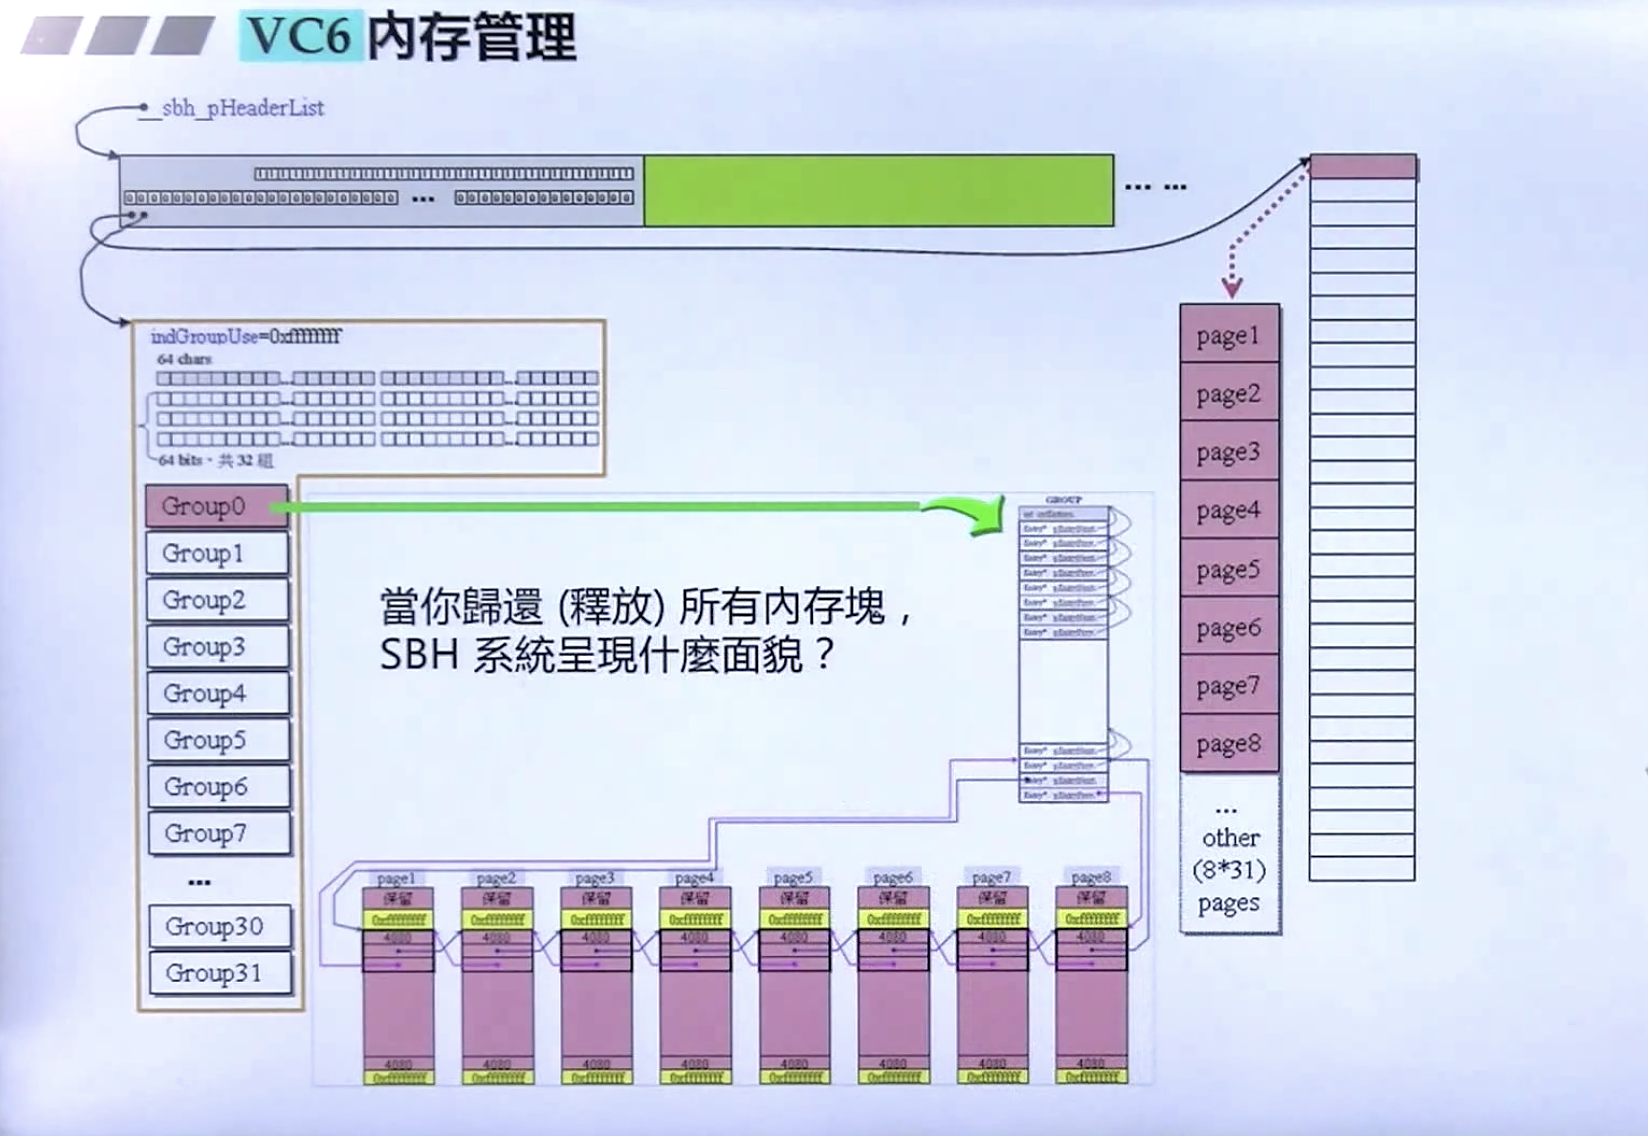 VC6 內存管理
__sbh_pHeaderList
... ...
indGroupUse=0xffffffff
64 chars
64 bits,共 32 組
Group0
Group1
Group2
Group3
Group4
Group5
Group6
Group7
...
Group30
Group31
當你歸還 (釋放) 所有內存塊,
SBH 系統呈現什麼面貌?
GROUP
page1
page2
page3
page4
page5
page6
page7
page8
...
other
(8*31)
pages
page1 page2 page3 page4 page5 page6 page7 page8
保留 保留 保留 保留 保留 保留 保留 保留
0xffffffff 0xffffffff 0xffffffff 0xffffffff 0xffffffff 0xffffffff 0xffffffff 0xffffffff
4080 4080 4080 4080 4080 4080 4080 4080
4080 4080 4080 4080 4080 4080 4080 4080
0xffffffff 0xffffffff 0xffffffff 0xffffffff 0xffffffff 0xffffffff 0xffffffff 0xffffffff